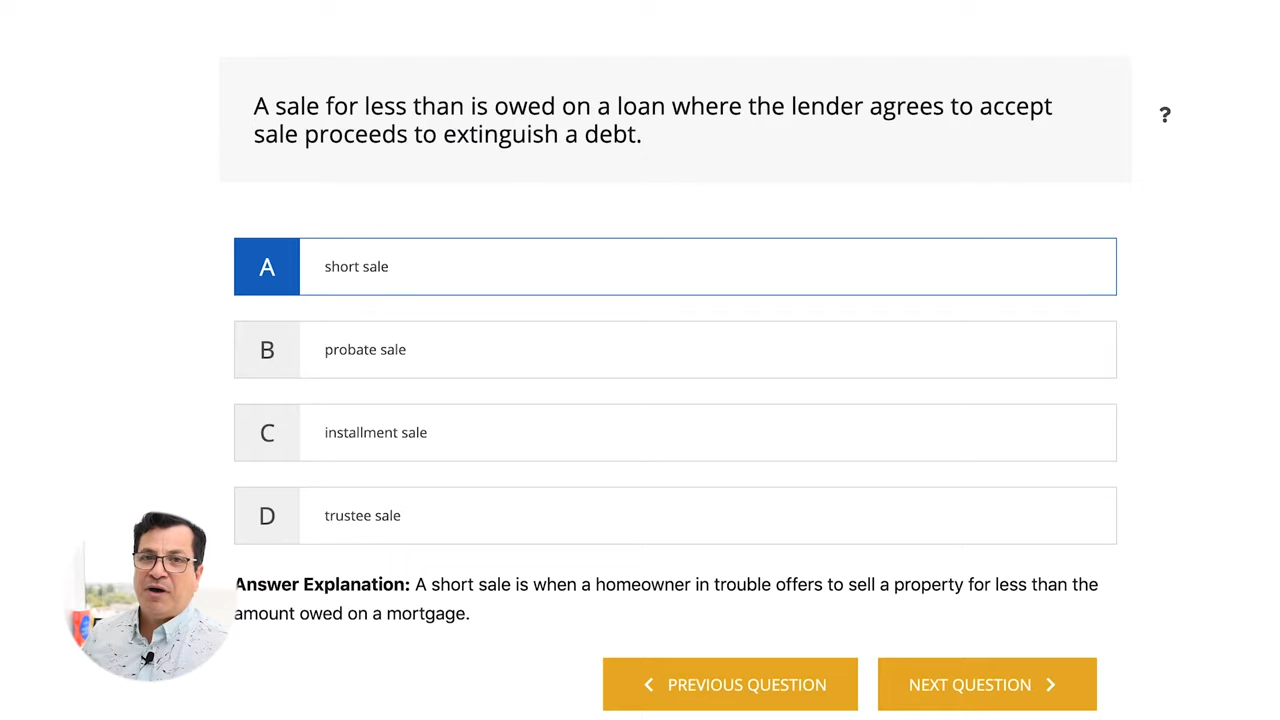 A sale for less than is owed on a loan where the lender agrees to accept
sale proceeds to extinguish a debt.
?
A short sale
B probate sale
C installment sale
D trustee sale
Answer Explanation: A short sale is when a homeowner in trouble offers to sell a property for less than the
amount owed on a mortgage.
PREVIOUS QUESTION
NEXT QUESTION